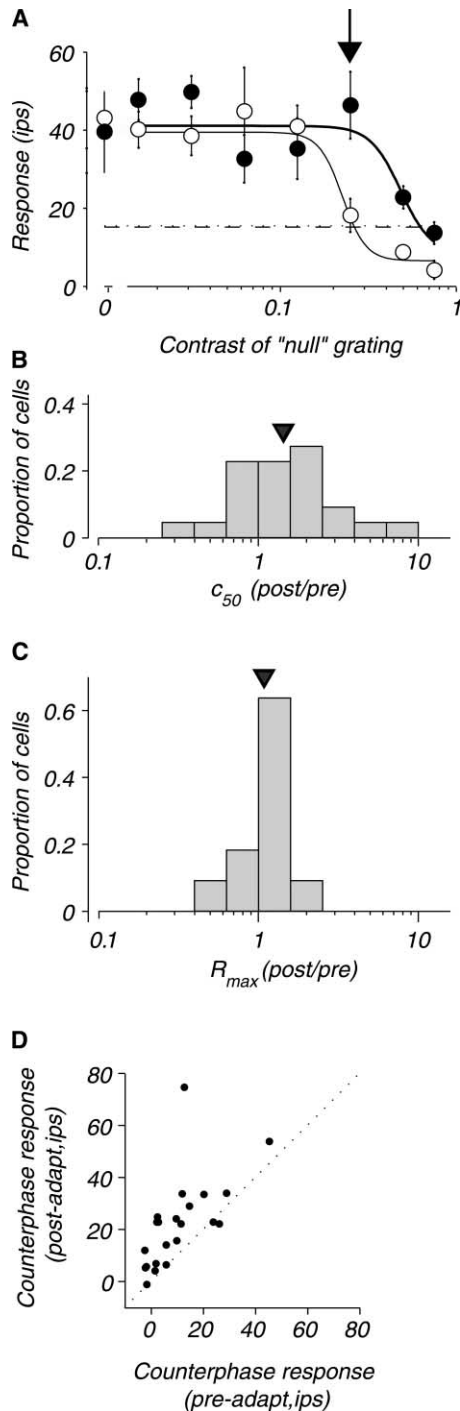 A
60
40
20
0
Response (ips)
0
0.1
1
Contrast of "null" grating
B
0.4
0.2
0
Proportion of cells
0.1
1
10
c50 (post/pre)
C
0.6
0.4
0.2
0
Proportion of cells
0.1
1
10
Rmax (post/pre)
D
80
60
40
20
0
Counterphase response
(post-adapt,ips)
0
20
40
60
80
Counterphase response
(pre-adapt,ips)